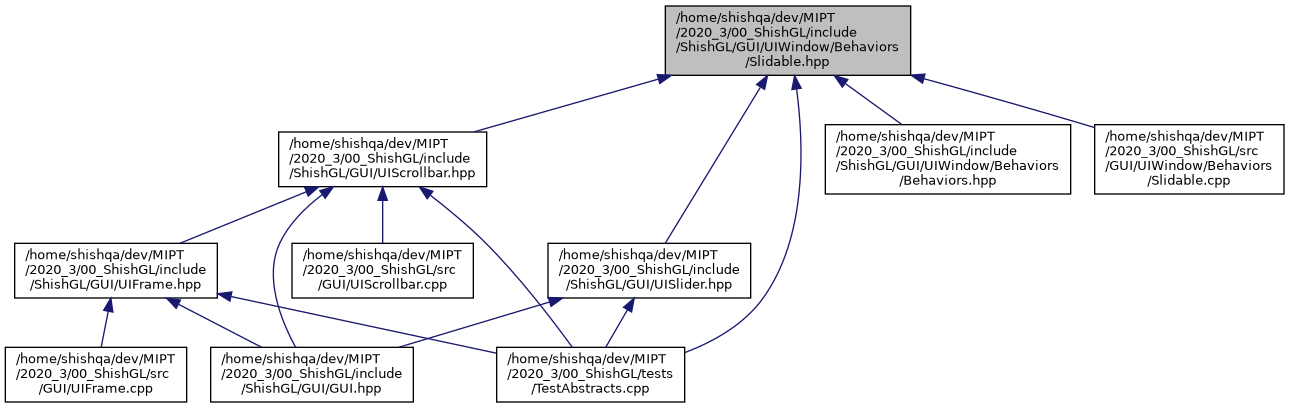 /home/shishqa/dev/MIPT
/2020_3/00_ShishGL/include
/ShishGL/GUI/UIWindow/Behaviors
/Slidable.hpp
/home/shishqa/dev/MIPT
/2020_3/00_ShishGL/include
/ShishGL/GUI/UIScrollbar.hpp
/home/shishqa/dev/MIPT
/2020_3/00_ShishGL/include
/ShishGL/GUI/UIWindow/Behaviors
/Behaviors.hpp
/home/shishqa/dev/MIPT
/2020_3/00_ShishGL/src
/GUI/UIWindow/Behaviors
/Slidable.cpp
/home/shishqa/dev/MIPT
/2020_3/00_ShishGL/include
/ShishGL/GUI/UIFrame.hpp
/home/shishqa/dev/MIPT
/2020_3/00_ShishGL/src
/GUI/UIScrollbar.cpp
/home/shishqa/dev/MIPT
/2020_3/00_ShishGL/include
/ShishGL/GUI/UISlider.hpp
/home/shishqa/dev/MIPT
/2020_3/00_ShishGL/src
/GUI/UIFrame.cpp
/home/shishqa/dev/MIPT
/2020_3/00_ShishGL/include
/ShishGL/GUI/GUI.hpp
/home/shishqa/dev/MIPT
/2020_3/00_ShishGL/tests
/TestAbstracts.cpp